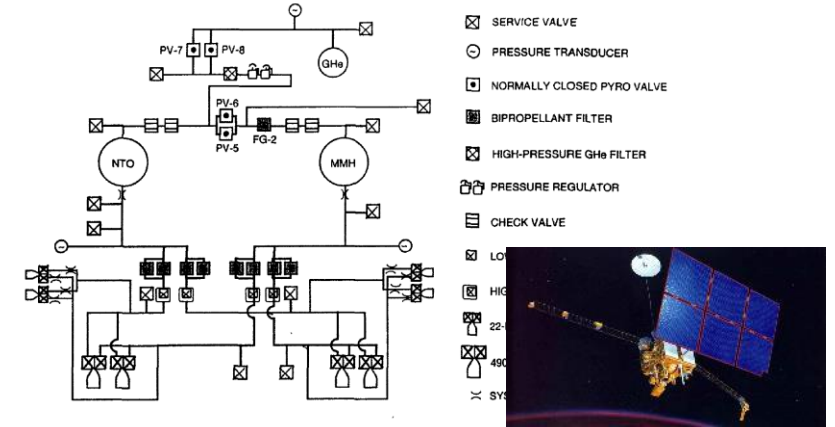 PV-7
PV-8
GHe
PV-6
PV-5
FG-2
NTO
MMH
SERVICE VALVE
PRESSURE TRANSDUCER
NORMALLY CLOSED PYRO VALVE
BIPROPELLANT FILTER
HIGH-PRESSURE GHe FILTER
PRESSURE REGULATOR
CHECK VALVE